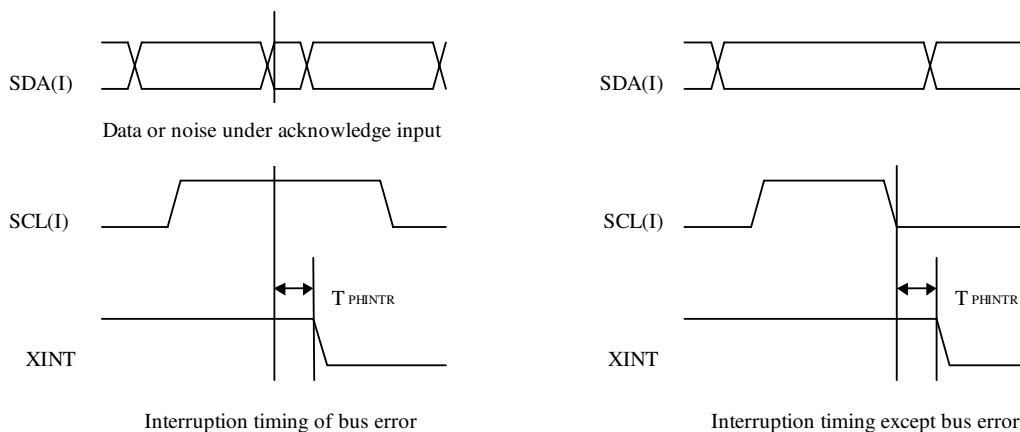 SDA(I)
Data or noise under acknowledge input
SCL(I)
T PHINTR
XINT
Interruption timing of bus error
SDA(I)
SCL(I)
T PHINTR
XINT
Interruption timing except bus error